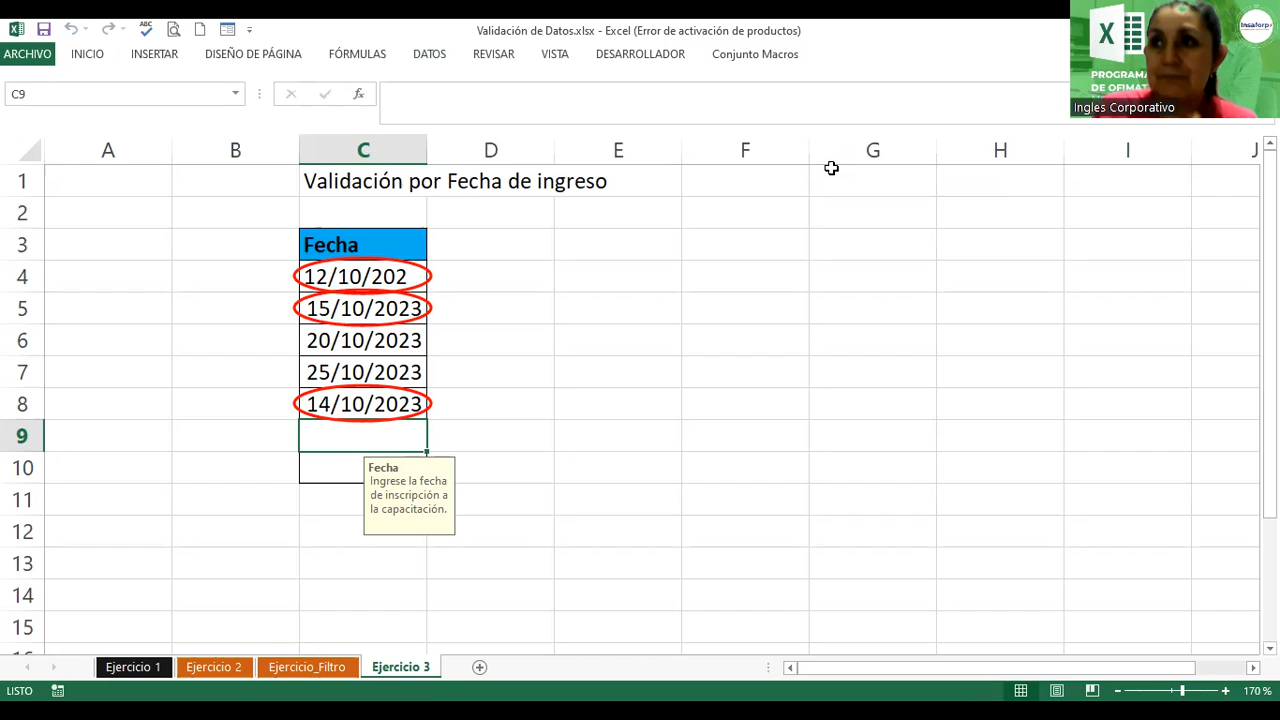 Validación de Datos.xlsx - Excel (Error de activación de productos)
ARCHIVO INICIO INSERTAR DISEÑO DE PÁGINA FÓRMULAS DATOS REVISAR VISTA DESARROLLADOR Conjunto Macros
PROGRAMA
DE OFIMAT
Insaforp
Ingles Corporativo
C9
fx
A B C D E F G H I J
1 Validación por Fecha de ingreso
2
3 Fecha
4 12/10/202
5 15/10/2023
6 20/10/2023
7 25/10/2023
8 14/10/2023
9
10
Fecha
Ingrese la fecha
de inscripción a
la capacitación.
11
12
13
14
15
Ejercicio 1 Ejercicio 2 Ejercicio_Filtro Ejercicio 3
LISTO 170 %